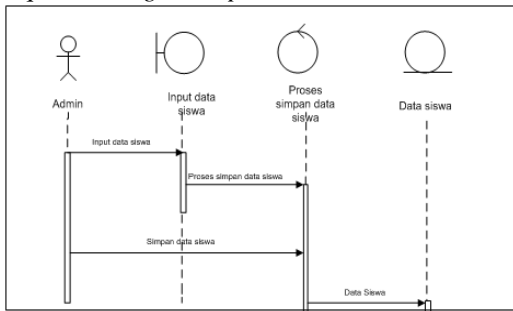 Admin
Input data
siswa
Proses
simpan data
siswa
Data siswa
Input data siswa
Proses simpan data siswa
Simpan data siswa
Data Siswa